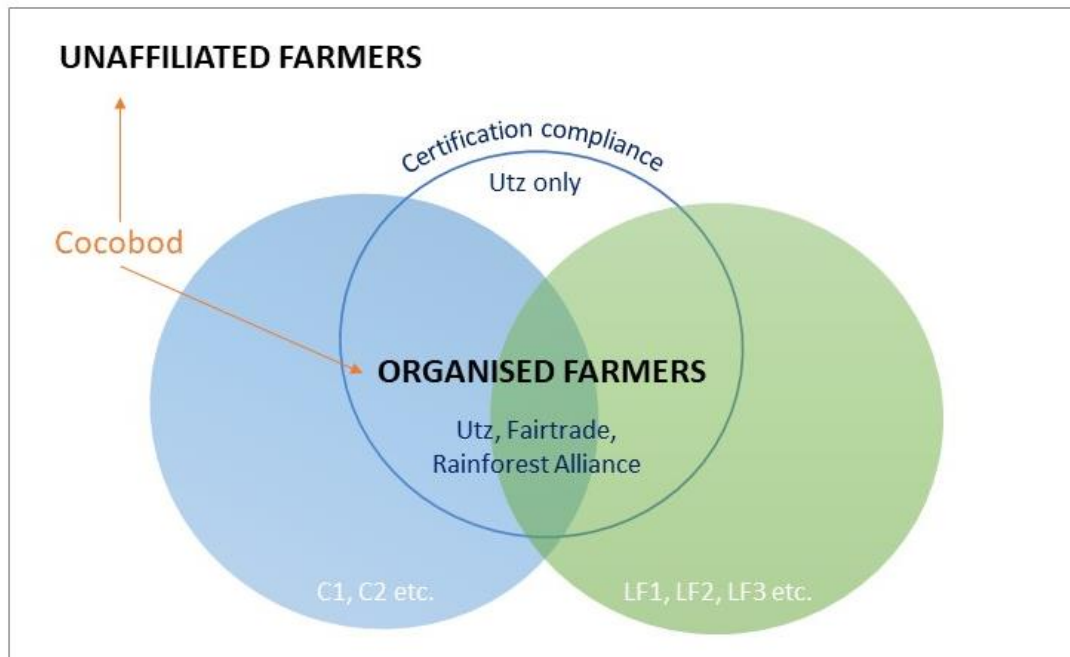 UNAFFILIATED FARMERS
Certification compliance
Utz only
Cocobod
ORGANISED FARMERS
Utz, Fairtrade,
Rainforest Alliance
C1, C2 etc.
LF1, LF2, LF3 etc.